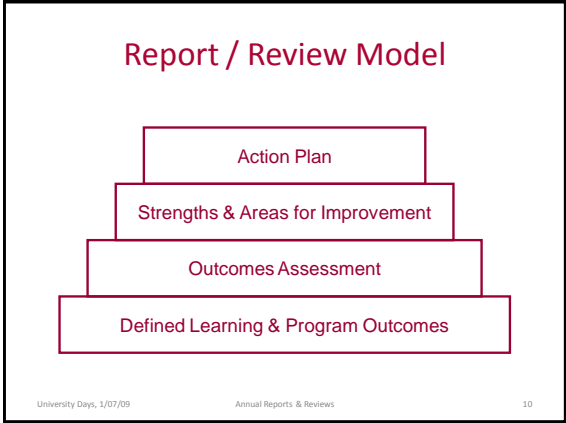 Report / Review Model
Action Plan
Strengths & Areas for Improvement
Outcomes Assessment
Defined Learning & Program Outcomes
University Days, 1/07/09 Annual Reports & Reviews 10